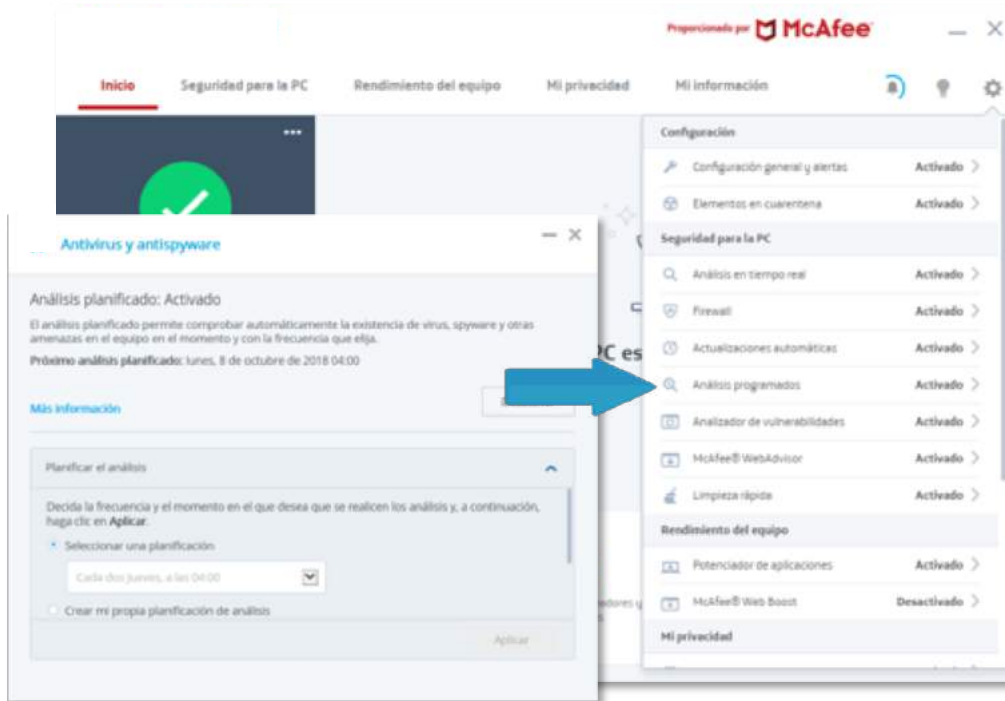 Proporcionado por McAfee
Inicio
Seguridad para la PC
Rendimiento del equipo
Mi privacidad
Mi información
Configuración
Configuración general y alertas Activado
Elementos en cuarentena Activado
Seguridad para la PC
Análisis en tiempo real Activado
Firewall Activado
Actualizaciones automáticas Activado
Análisis programados Activado
Analizador de vulnerabilidades Activado
McAfee® WebAdvisor Activado
Limpieza rápida Activado
Rendimiento del equipo
Potenciador de aplicaciones Activado
McAfee® Web Boost Desactivado
Mi privacidad
PC es
Antivirus y antispyware
Análisis planificado: Activado
El análisis planificado permite comprobar automáticamente la existencia de virus, spyware y otras
amenazas en el equipo en el momento y con la frecuencia que elija.
Próximo análisis planificado: lunes, 8 de octubre de 2018 04:00
Más información
Planificar el análisis
Decida la frecuencia y el momento en el que desea que se realicen los análisis y, a continuación,
haga clic en Aplicar.
Seleccionar una planificación
Cada dos jueves, a las 04:00
Crear mi propia planificación de análisis
Aplicar